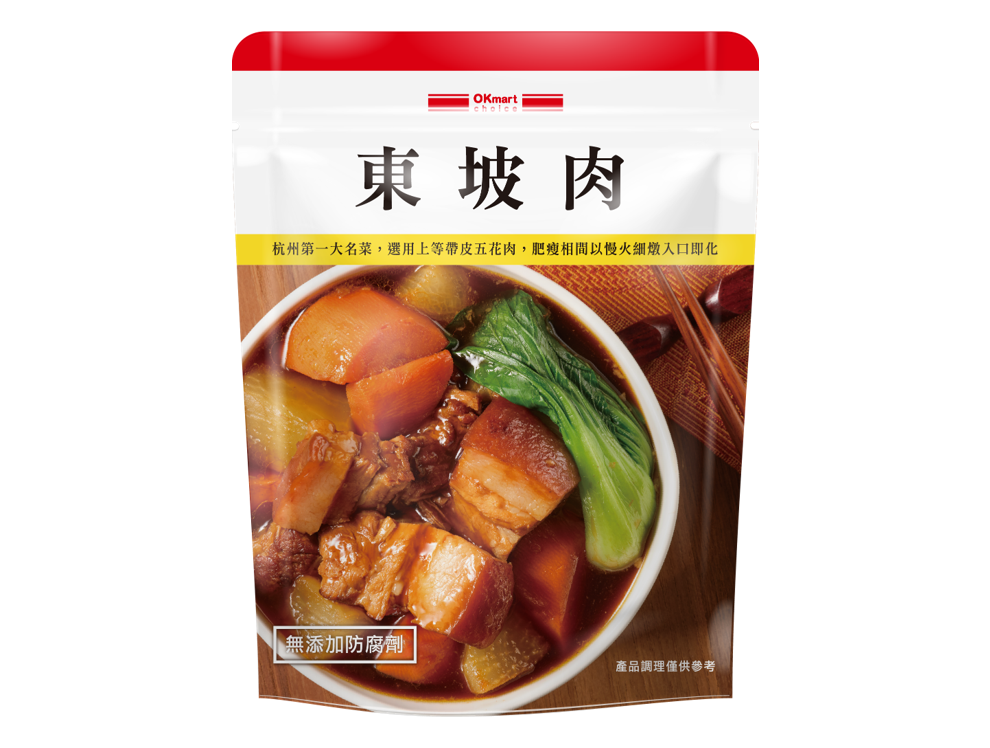 OKmart
choice
東坡肉
杭州第一大名菜，選用上等帶皮五花肉，肥瘦相間以慢火細燉入口即化
無添加防腐劑
產品調理僅供參考